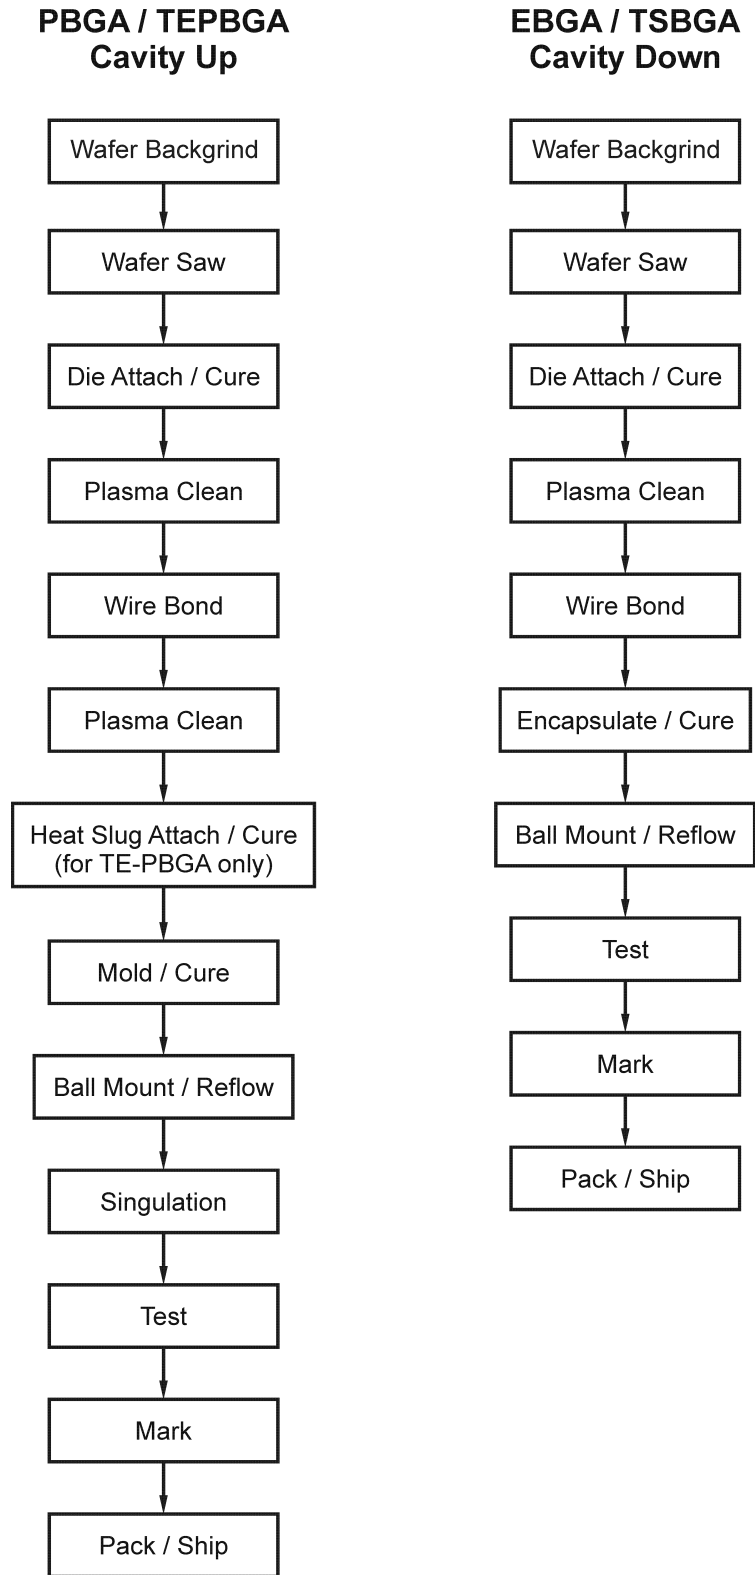 PBGA / TEPBGA
Cavity Up
Wafer Backgrind
Wafer Saw
Die Attach / Cure
Plasma Clean
Wire Bond
Plasma Clean
Heat Slug Attach / Cure
(for TE-PBGA only)
Mold / Cure
Ball Mount / Reflow
Singulation
Test
Mark
Pack / Ship
EBGA / TSBGA
Cavity Down
Wafer Backgrind
Wafer Saw
Die Attach / Cure
Plasma Clean
Wire Bond
Encapsulate / Cure
Ball Mount / Reflow
Test
Mark
Pack / Ship